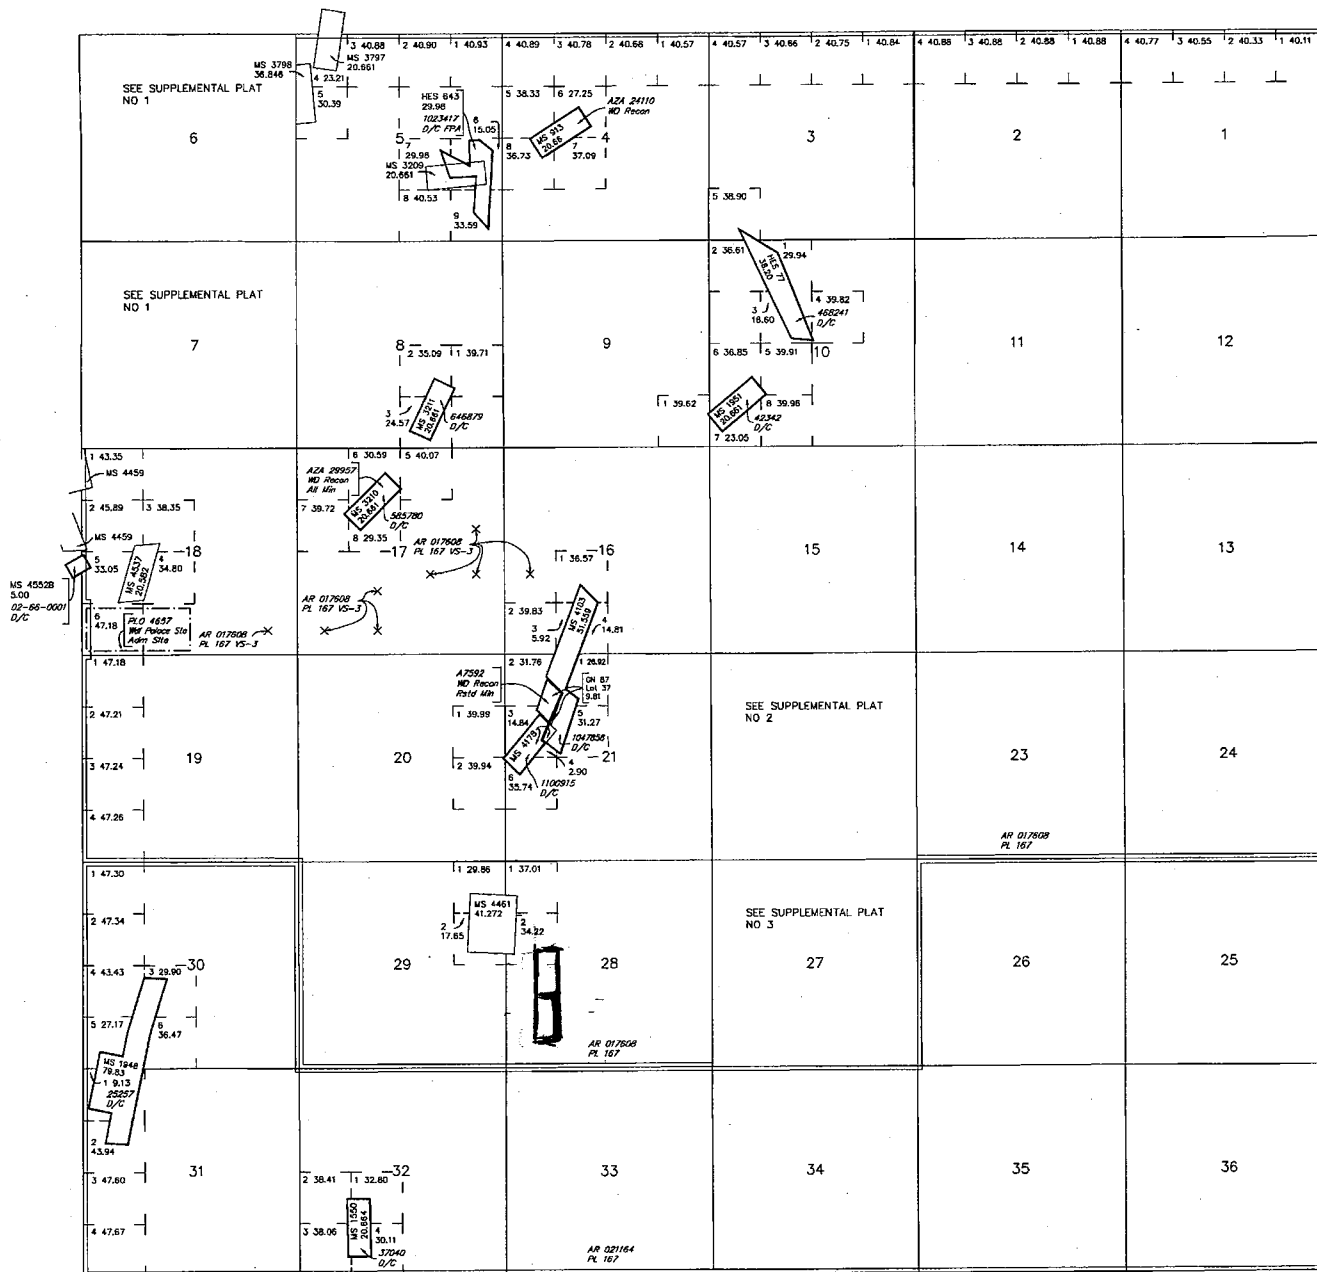 3 40.88
2 40.90
1 40.93
4 40.89
3 40.78
2 40.68
1 40.57
4 40.57
3 40.66
2 40.75
1 40.84
4 40.88
3 40.88
2 40.88
1 40.88
4 40.77
3 40.55
2 40.33
1 40.11
MS 3797
20.661
MS 3798
36.846
4 23.21
5
30.39
SEE SUPPLEMENTAL PLAT
NO 1
6
HES 643
29.98
1023417
D/C FPA
6
15.05
5
7
29.98
MS 3209
20.661
8 40.53
9
33.59
5 38.33
6 27.25
AZA 24110
WD Recon
MS 913
20.66
4
8
36.73
7
37.09
3
5 38.90
2
1
SEE SUPPLEMENTAL PLAT
NO 1
7
8
2 35.09
1 39.71
3
24.57
MS 3211
20.661
646879
D/C
9
1 39.62
2 36.61
1
29.94
HES 77
38.20
3
16.60
4 39.82
468241
D/C
6 36.85
5 39.91
10
MS 1951
20.661
8 39.96
42342
D/C
7 23.05
11
12
1 43.35
MS 4459
2 45.89
3 38.35
MS 4459
18
5
33.05
MS 4537
20.582
4
34.80
MS 4552B
5.00
02-66-0001
D/C
6
47.18
PLO 4657
Wdl Palace Sta
Adm Site
AR 017608
PL 167 VS-3
6 30.59
5 40.07
AZA 29957
WD Recon
All Min
7 39.72
MS 3210
20.661
565780
D/C
8 29.35
17
AR 017608
PL 167 VS-3
AR 017608
PL 167 VS-3
1 36.57
16
2 39.83
3
5.92
MS 4103
51.559
4
14.81
15
14
13
1 47.18
2 47.21
3 47.24
4 47.26
19
A7592
WD Recon
Rstd Min
1 39.99
20
2 39.94
2 31.76
1 26.92
GN 87
Lot 37
9.81
3
14.84
5
31.27
MS 4178
1047856
D/C
21
4
2.90
6
35.74
1100915
D/C
SEE SUPPLEMENTAL PLAT
NO 2
23
24
AR 017608
PL 167
1 47.30
2 47.34
4 43.43
3 29.90
30
5 27.17
6
36.47
1 29.86
1 37.01
MS 4461
41.272
2
17.65
2
34.22
29
28
AR 017608
PL 167
SEE SUPPLEMENTAL PLAT
NO 3
27
26
25
MS 1948
79.83
1 9.13
25257
D/C
2
43.94
3 47.60
4 47.67
31
2 38.41
1 32.80
32
MS 1550
20.664
3 38.06
4
30.11
37040
D/C
33
AR 021164
PL 167
34
35
36